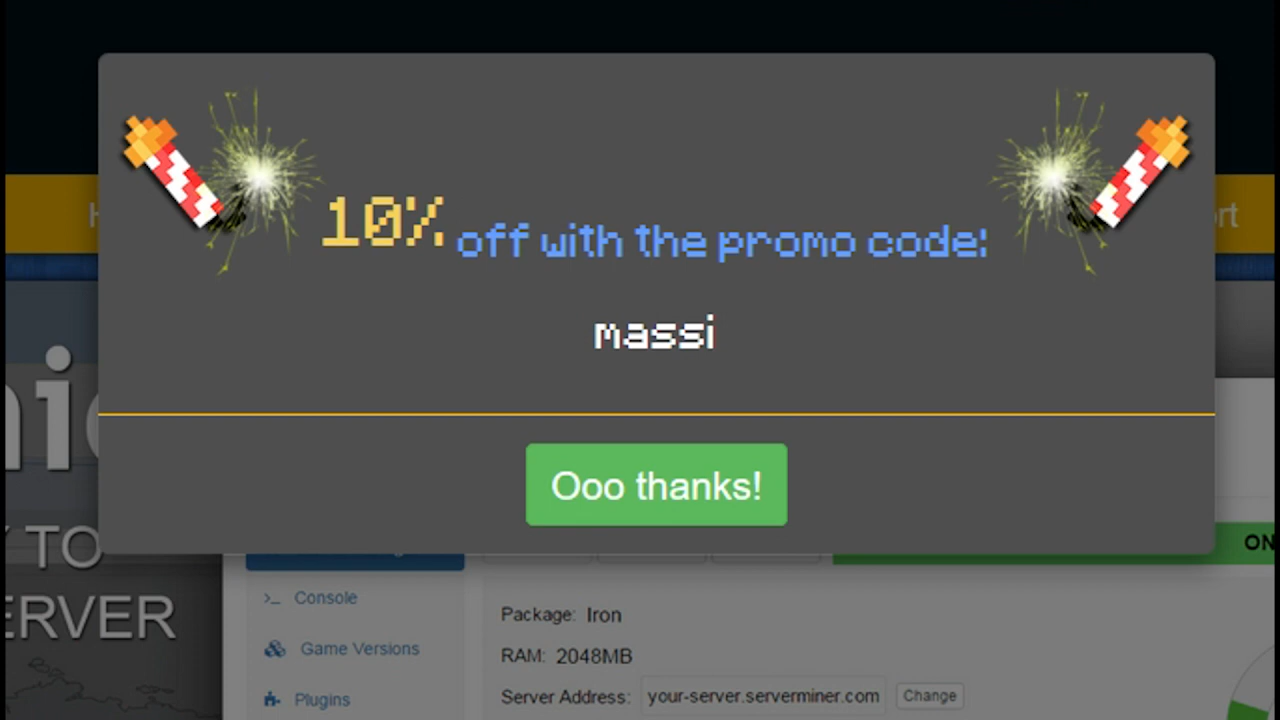 10% off with the promo code:
massi
Ooo thanks!
TO
ON
ERVER
>_ Console
Game Versions
Plugins
Package: Iron
RAM: 2048MB
Server Address: your-server.serverminer.com Change